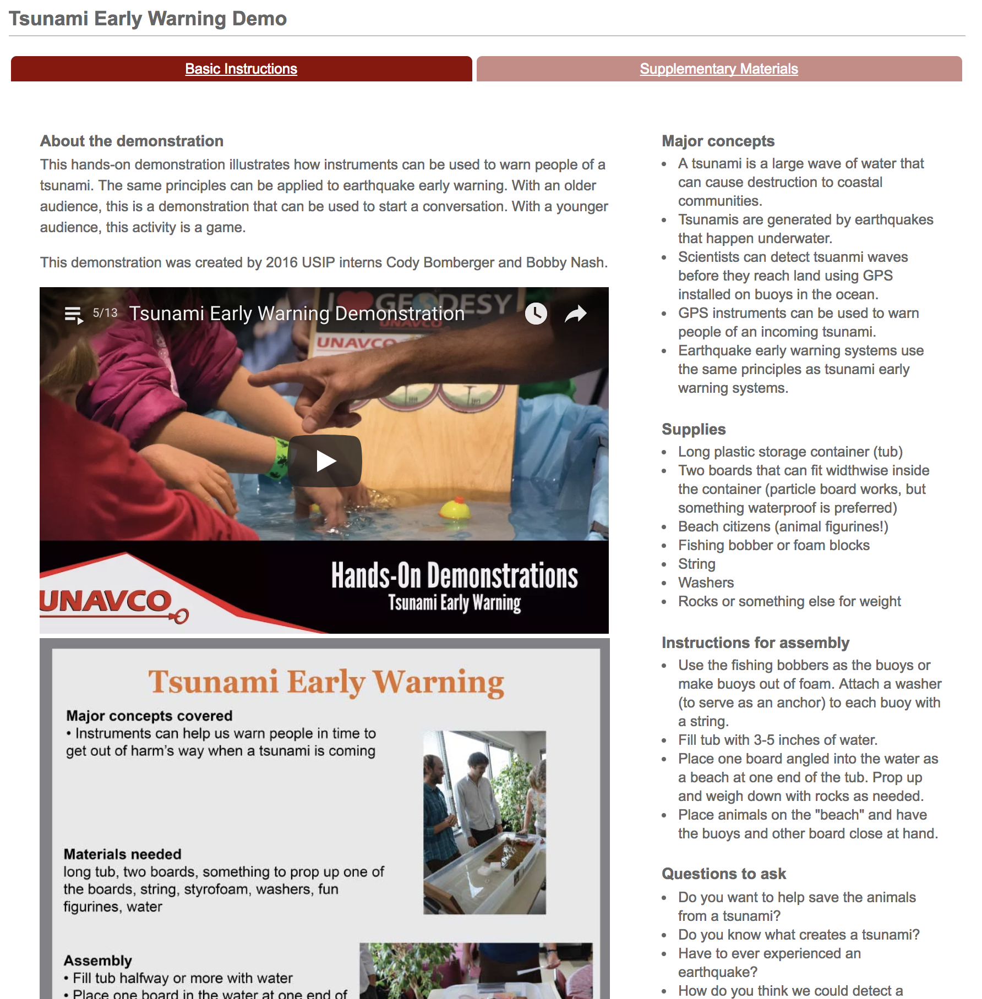 Tsunami Early Warning Demo
Basic Instructions
Supplementary Materials
About the demonstration
This hands-on demonstration illustrates how instruments can be used to warn people of a
tsunami. The same principles can be applied to earthquake early warning. With an older
audience, this is a demonstration that can be used to start a conversation. With a younger
audience, this activity is a game.
This demonstration was created by 2016 USIP interns Cody Bomberger and Bobby Nash.
5/13 Tsunami Early Warning Demonstration
I GEODESY
UNAVCO
UNAVCO
Hands-On Demonstrations
Tsunami Early Warning
UNAVCO
Tsunami Early Warning
Major concepts covered
• Instruments can help us warn people in time to
get out of harm's way when a tsunami is coming
Materials needed
long tub, two boards, something to prop up one of
the boards, string, styrofoam, washers, fun
figurines, water
Assembly
• Fill tub halfway or more with water
• Place one board in the water at one end of
Major concepts
• A tsunami is a large wave of water that
can cause destruction to coastal
communities.
• Tsunamis are generated by earthquakes
that happen underwater.
• Scientists can detect tsuanmi waves
before they reach land using GPS
installed on buoys in the ocean.
• GPS instruments can be used to warn
people of an incoming tsunami.
• Earthquake early warning systems use
the same principles as tsunami early
warning systems.
Supplies
• Long plastic storage container (tub)
• Two boards that can fit widthwise inside
the container (particle board works, but
something waterproof is preferred)
• Beach citizens (animal figurines!)
• Fishing bobber or foam blocks
• String
• Washers
• Rocks or something else for weight
Instructions for assembly
• Use the fishing bobbers as the buoys or
make buoys out of foam. Attach a washer
(to serve as an anchor) to each buoy with
a string.
• Fill tub with 3-5 inches of water.
• Place one board angled into the water as
a beach at one end of the tub. Prop up
and weigh down with rocks as needed.
• Place animals on the "beach" and have
the buoys and other board close at hand.
Questions to ask
• Do you want to help save the animals
from a tsunami?
• Do you know what creates a tsunami?
• Have to ever experienced an
earthquake?
• How do you think we could detect a